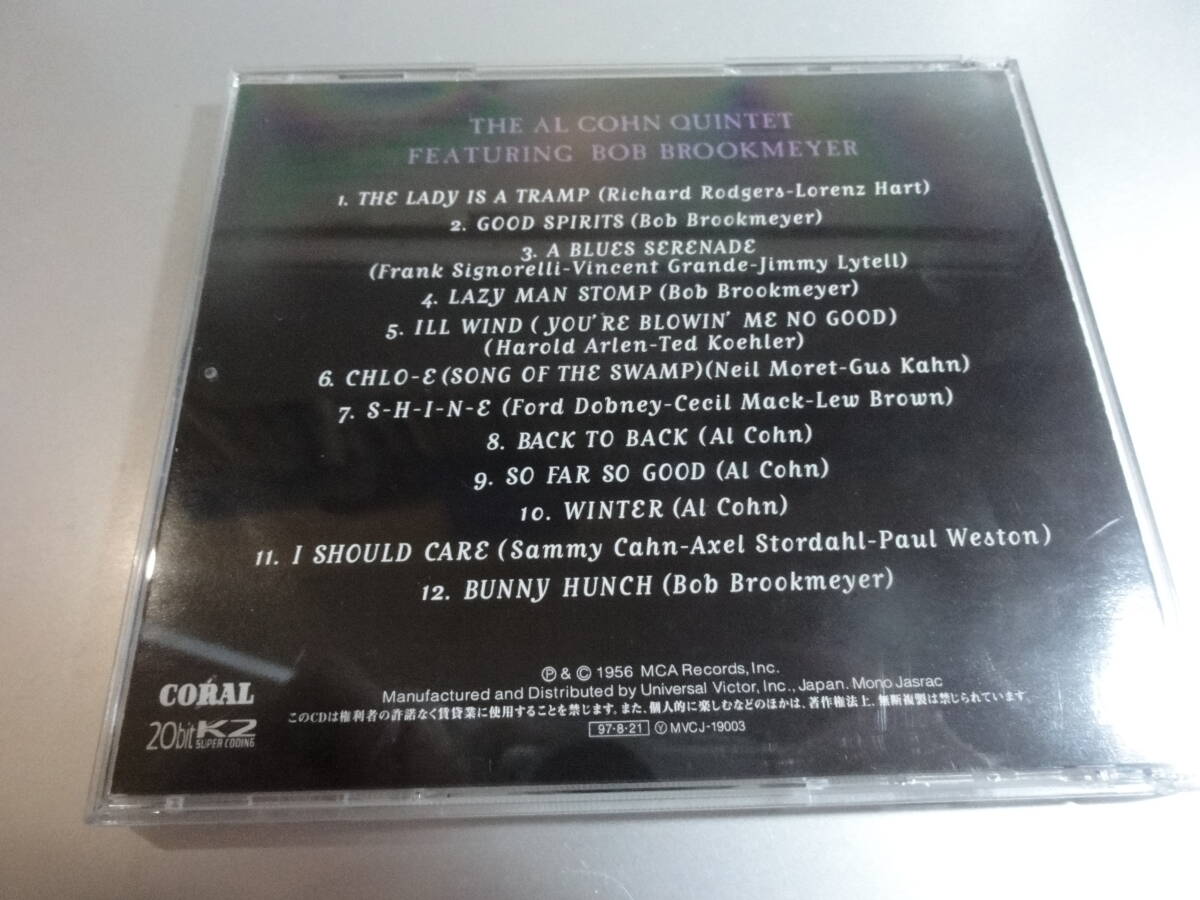 THE AL COHN QUINTET
FEATURING BOB BROOKMEYER
1. THE LADY IS A TRAMP (Richard Rodgers-Lorenz Hart)
2. GOOD SPIRITS (Bob Brookmeyer)
3. A BLUES SERENADE
(Frank Signorelli-Vincent Grande-Jimmy Lytell)
4. LAZY MAN STOMP (Bob Brookmeyer)
5. ILL WIND ( YOU'RE BLOWIN' ME NO GOOD)
(Harold Arlen-Ted Koehler)
6. CHLO-E (SONG OF THE SWAMP)(Neil Moret-Gus Kahn)
7. S-H-I-N-E (Ford Dobney-Cecil Mack-Lew Brown)
8. BACK TO BACK (Al Cohn)
9. SO FAR SO GOOD (Al Cohn)
10. WINTER (Al Cohn)
11. I SHOULD CARE (Sammy Cahn-Axel Stordahl-Paul Weston)
12. BUNNY HUNCH (Bob Brookmeyer)
℗ & © 1956 MCA Records, Inc.
Manufactured and Distributed by Universal Victor, Inc., Japan. Mono Jasrac
このCDは権利者の許諾なく賃貸業に使用することを禁じます。また、個人的に楽しむなどのほかは、著作権法上、無断複製は禁じられています。
97·8·21 Ⓨ MVCJ-19003
CORAL
20bit K2
SUPER CODING